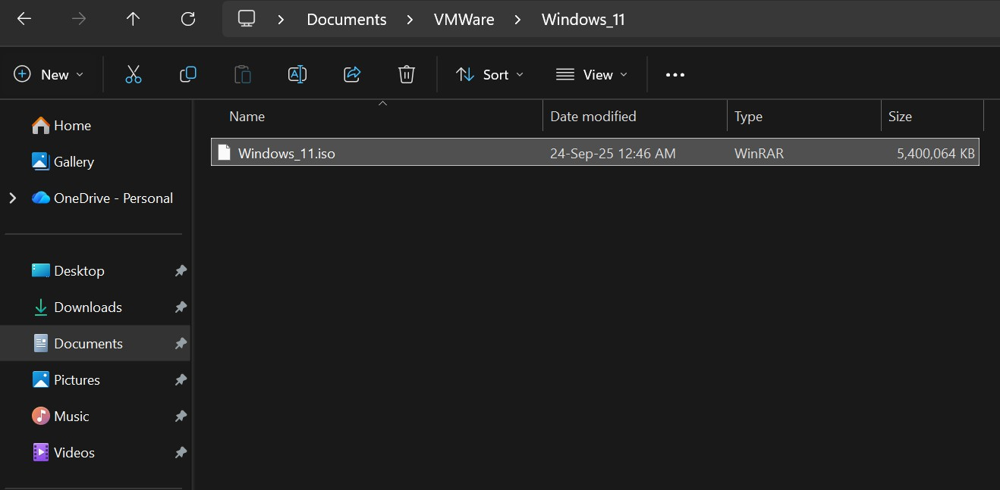 Documents > VMWare > Windows_11
New Sort View
Name Date modified Type Size
Windows_11.iso 24-Sep-25 12:46 AM WinRAR 5,400,064 KB
Home
Gallery
OneDrive - Personal
Desktop
Downloads
Documents
Pictures
Music
Videos